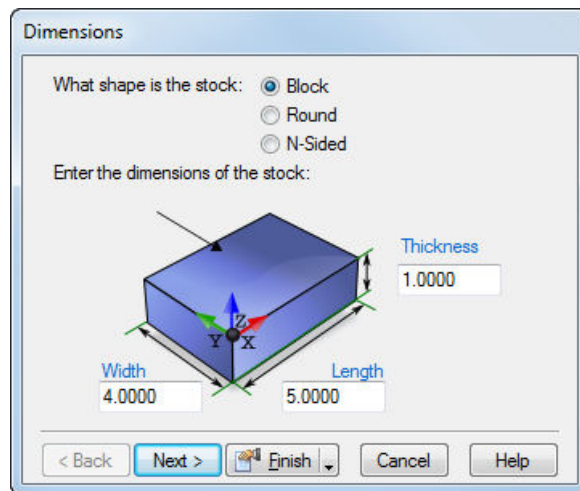 Dimensions
What shape is the stock: Block
Round
N-Sided
Enter the dimensions of the stock:
Thickness
1.0000
Z
Y X
Width Length
4.0000 5.0000
< Back Next > Finish Cancel Help